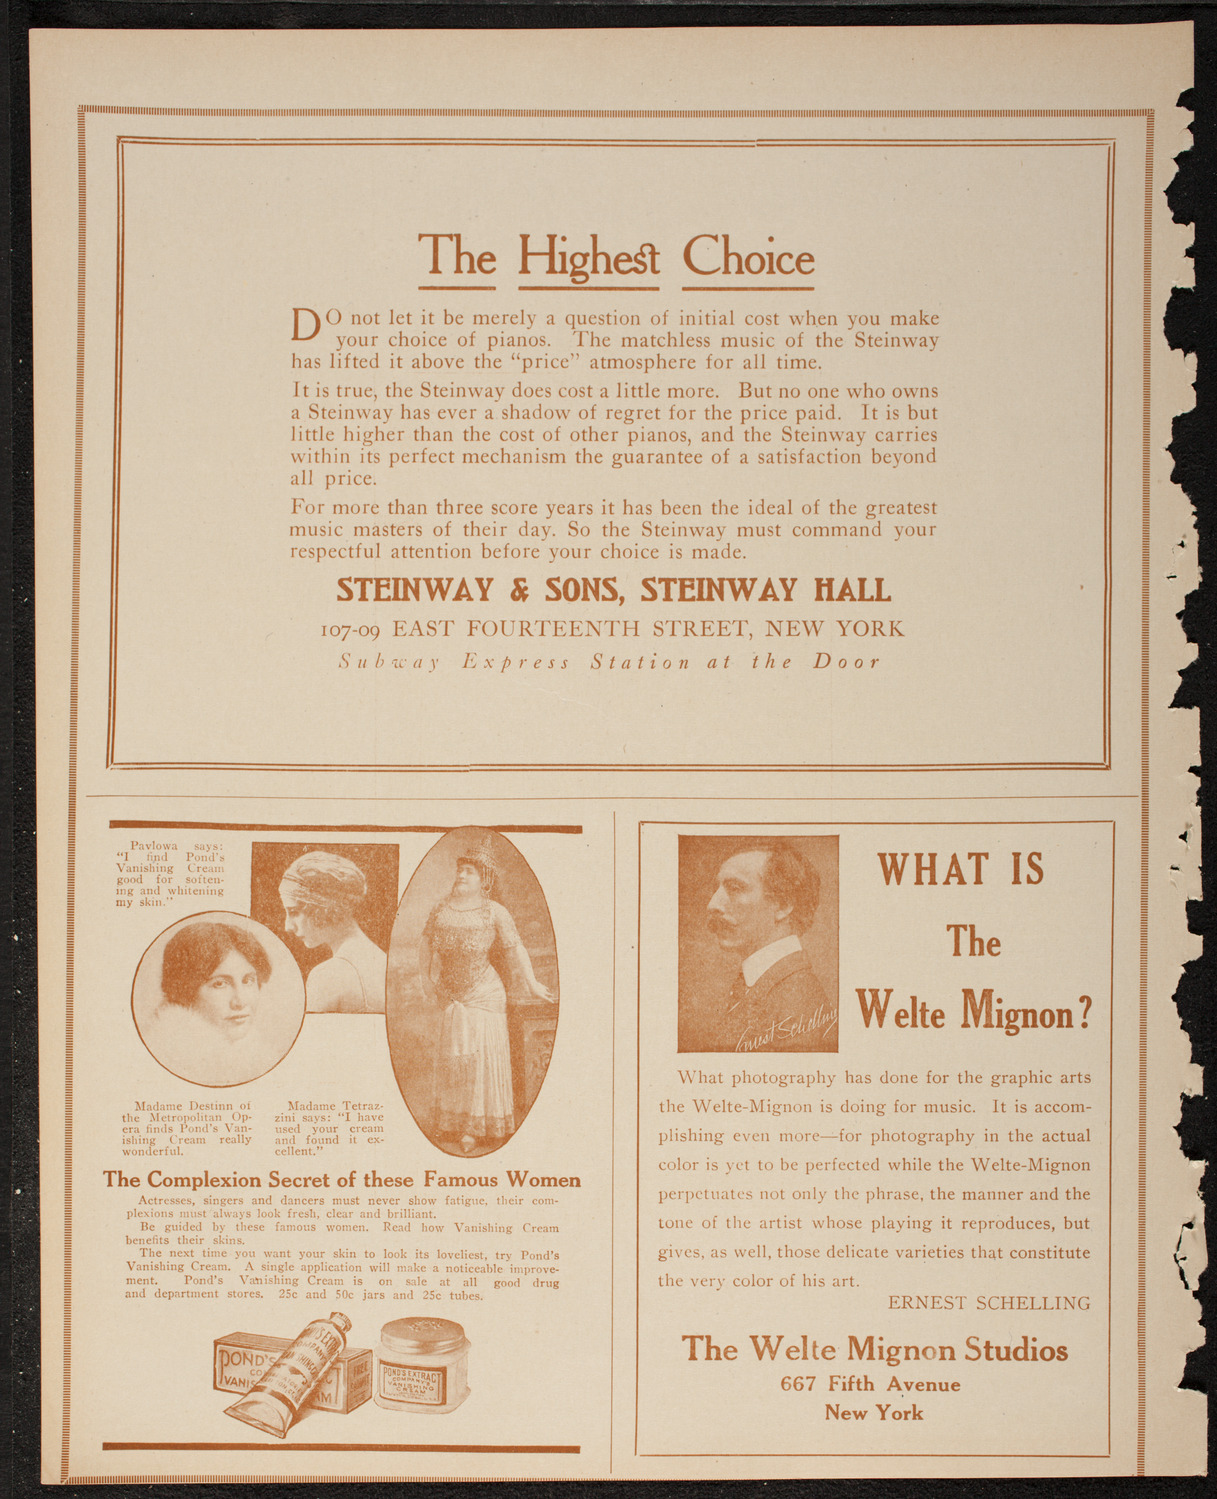 The Highest Choice
DO not let it be merely a question of initial cost when you make
your choice of pianos. The matchless music of the Steinway
has lifted it above the "price" atmosphere for all time.
It is true, the Steinway does cost a little more. But no one who owns
a Steinway has ever a shadow of regret for the price paid. It is but
little higher than the cost of other pianos, and the Steinway carries
within its perfect mechanism the guarantee of a satisfaction beyond
all price.
For more than three score years it has been the ideal of the greatest
music masters of their day. So the Steinway must command your
respectful attention before your choice is made.
STEINWAY & SONS, STEINWAY HALL
107-09 EAST FOURTEENTH STREET, NEW YORK
Subway Express Station at the Door
Pavlowa says:
"I find Pond's
Vanishing Cream
good for soften-
ing and whitening
my skin."
Madame Destinn of
the Metropolitan Op-
era finds Pond's Van-
ishing Cream really
wonderful.
Madame Tetraz-
zini says: "I have
used your cream
and found it ex-
cellent."
The Complexion Secret of these Famous Women
Actresses, singers and dancers must never show fatigue, their com-
plexions must always look fresh, clear and brilliant.
Be guided by these famous women. Read how Vanishing Cream
benefits their skins.
The next time you want your skin to look its loveliest, try Pond's
Vanishing Cream. A single application will make a noticeable improve-
ment. Pond's Vanishing Cream is on sale at all good drug
and department stores. 25c and 50c jars and 25c tubes.
POND'S
CO
VANIS
AM
POND'S EXTRACT
COMPANY'S
VANISHING
CREAM
Ernest Schelling
WHAT IS
The
Welte Mignon?
What photography has done for the graphic arts
the Welte-Mignon is doing for music. It is accom-
plishing even more—for photography in the actual
color is yet to be perfected while the Welte-Mignon
perpetuates not only the phrase, the manner and the
tone of the artist whose playing it reproduces, but
gives, as well, those delicate varieties that constitute
the very color of his art.
ERNEST SCHELLING
The Welte Mignon Studios
667 Fifth Avenue
New York